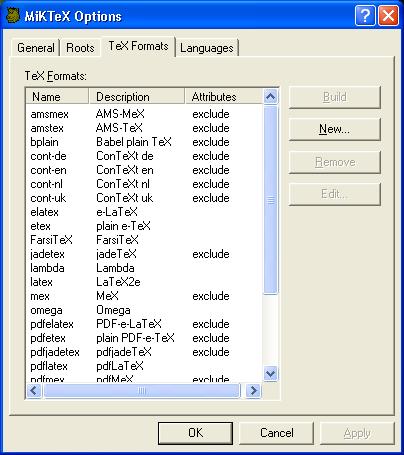 MiKTeX Options
General Roots TeX Formats Languages
TeX Formats:
Name Description Attributes
amsmex AMS-MeX exclude
amstex AMS-TeX exclude
bplain Babel plain TeX exclude
cont-de ConTeXt de exclude
cont-en ConTeXt en exclude
cont-nl ConTeXt nl exclude
cont-uk ConTeXt uk exclude
elatex e-LaTeX
etex plain e-TeX
FarsiTeX FarsiTeX
jadetex jadeTeX exclude
lambda Lambda
latex LaTeX2e
mex MeX exclude
omega Omega
pdfelatex PDF-e-LaTeX exclude
pdfetex plain PDF-e-TeX exclude
pdfjadetex pdfjadeTeX exclude
pdflatex pdfLaTeX
pdfmex pdfMeX exclude
Build
New...
Remove
Edit...
OK Cancel Apply